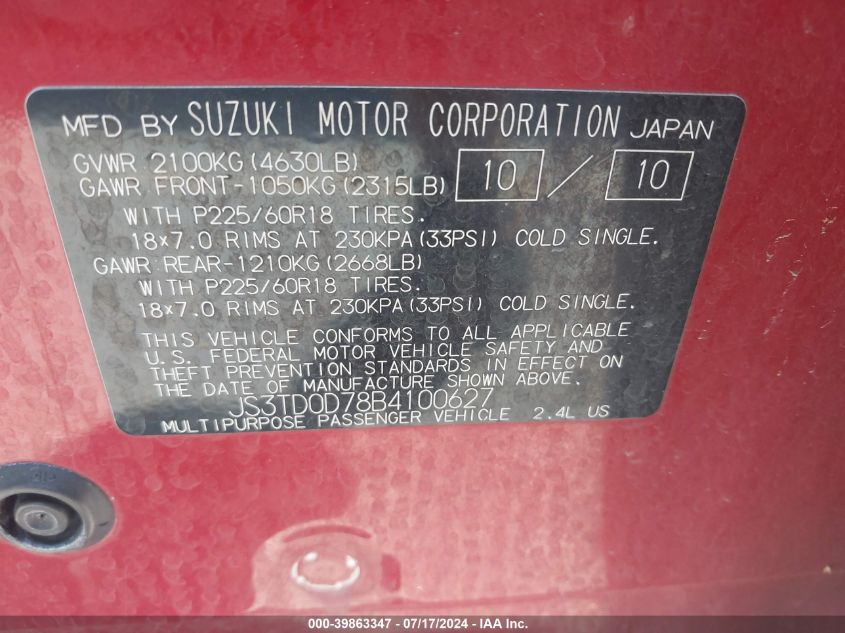 MFD BY SUZUKI MOTOR CORPORATION JAPAN
GVWR 2100KG(4630LB)
GAWR FRONT-1050KG(2315LB) 10 / 10
WITH P225/60R18 TIRES.
18×7.0 RIMS AT 230KPA(33PSI) COLD SINGLE.
GAWR REAR-1210KG(2668LB)
WITH P225/60R18 TIRES.
18×7.0 RIMS AT 230KPA(33PSI) COLD SINGLE.
THIS VEHICLE CONFORMS TO ALL APPLICABLE
U.S. FEDERAL MOTOR VEHICLE SAFETY AND
THEFT PREVENTION STANDARDS IN EFFECT ON
THE DATE OF MANUFACTURE SHOWN ABOVE.
JS3TD0D78B4100627
MULTIPURPOSE PASSENGER VEHICLE 2.4L US
000-39863347 - 07/17/2024 - IAA Inc.